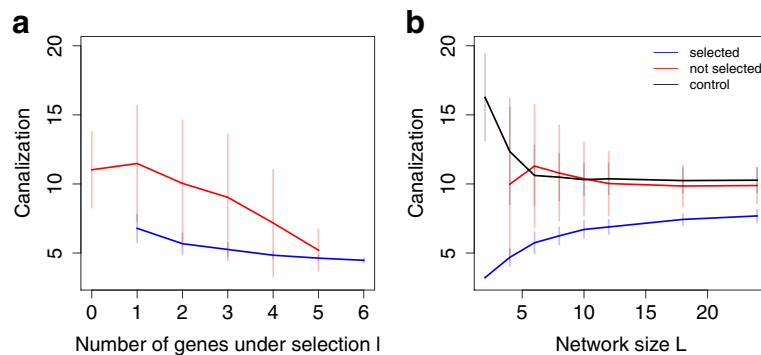 a
20
15
10
5
Canalization
0 1 2 3 4 5 6
Number of genes under selection l
b
20
15
10
5
Canalization
5 10 15 20
Network size L
selected
not selected
control